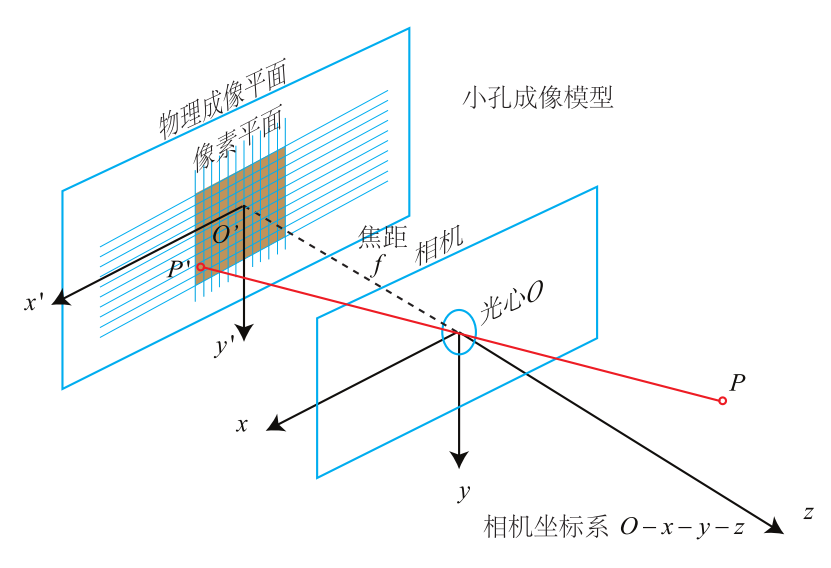 物理成像平面
小孔成像模型
像素平面
O'
焦距
f
相机
P'
x'
光心O
y'
P
x
y
z
相机坐标系 O－x－y－z